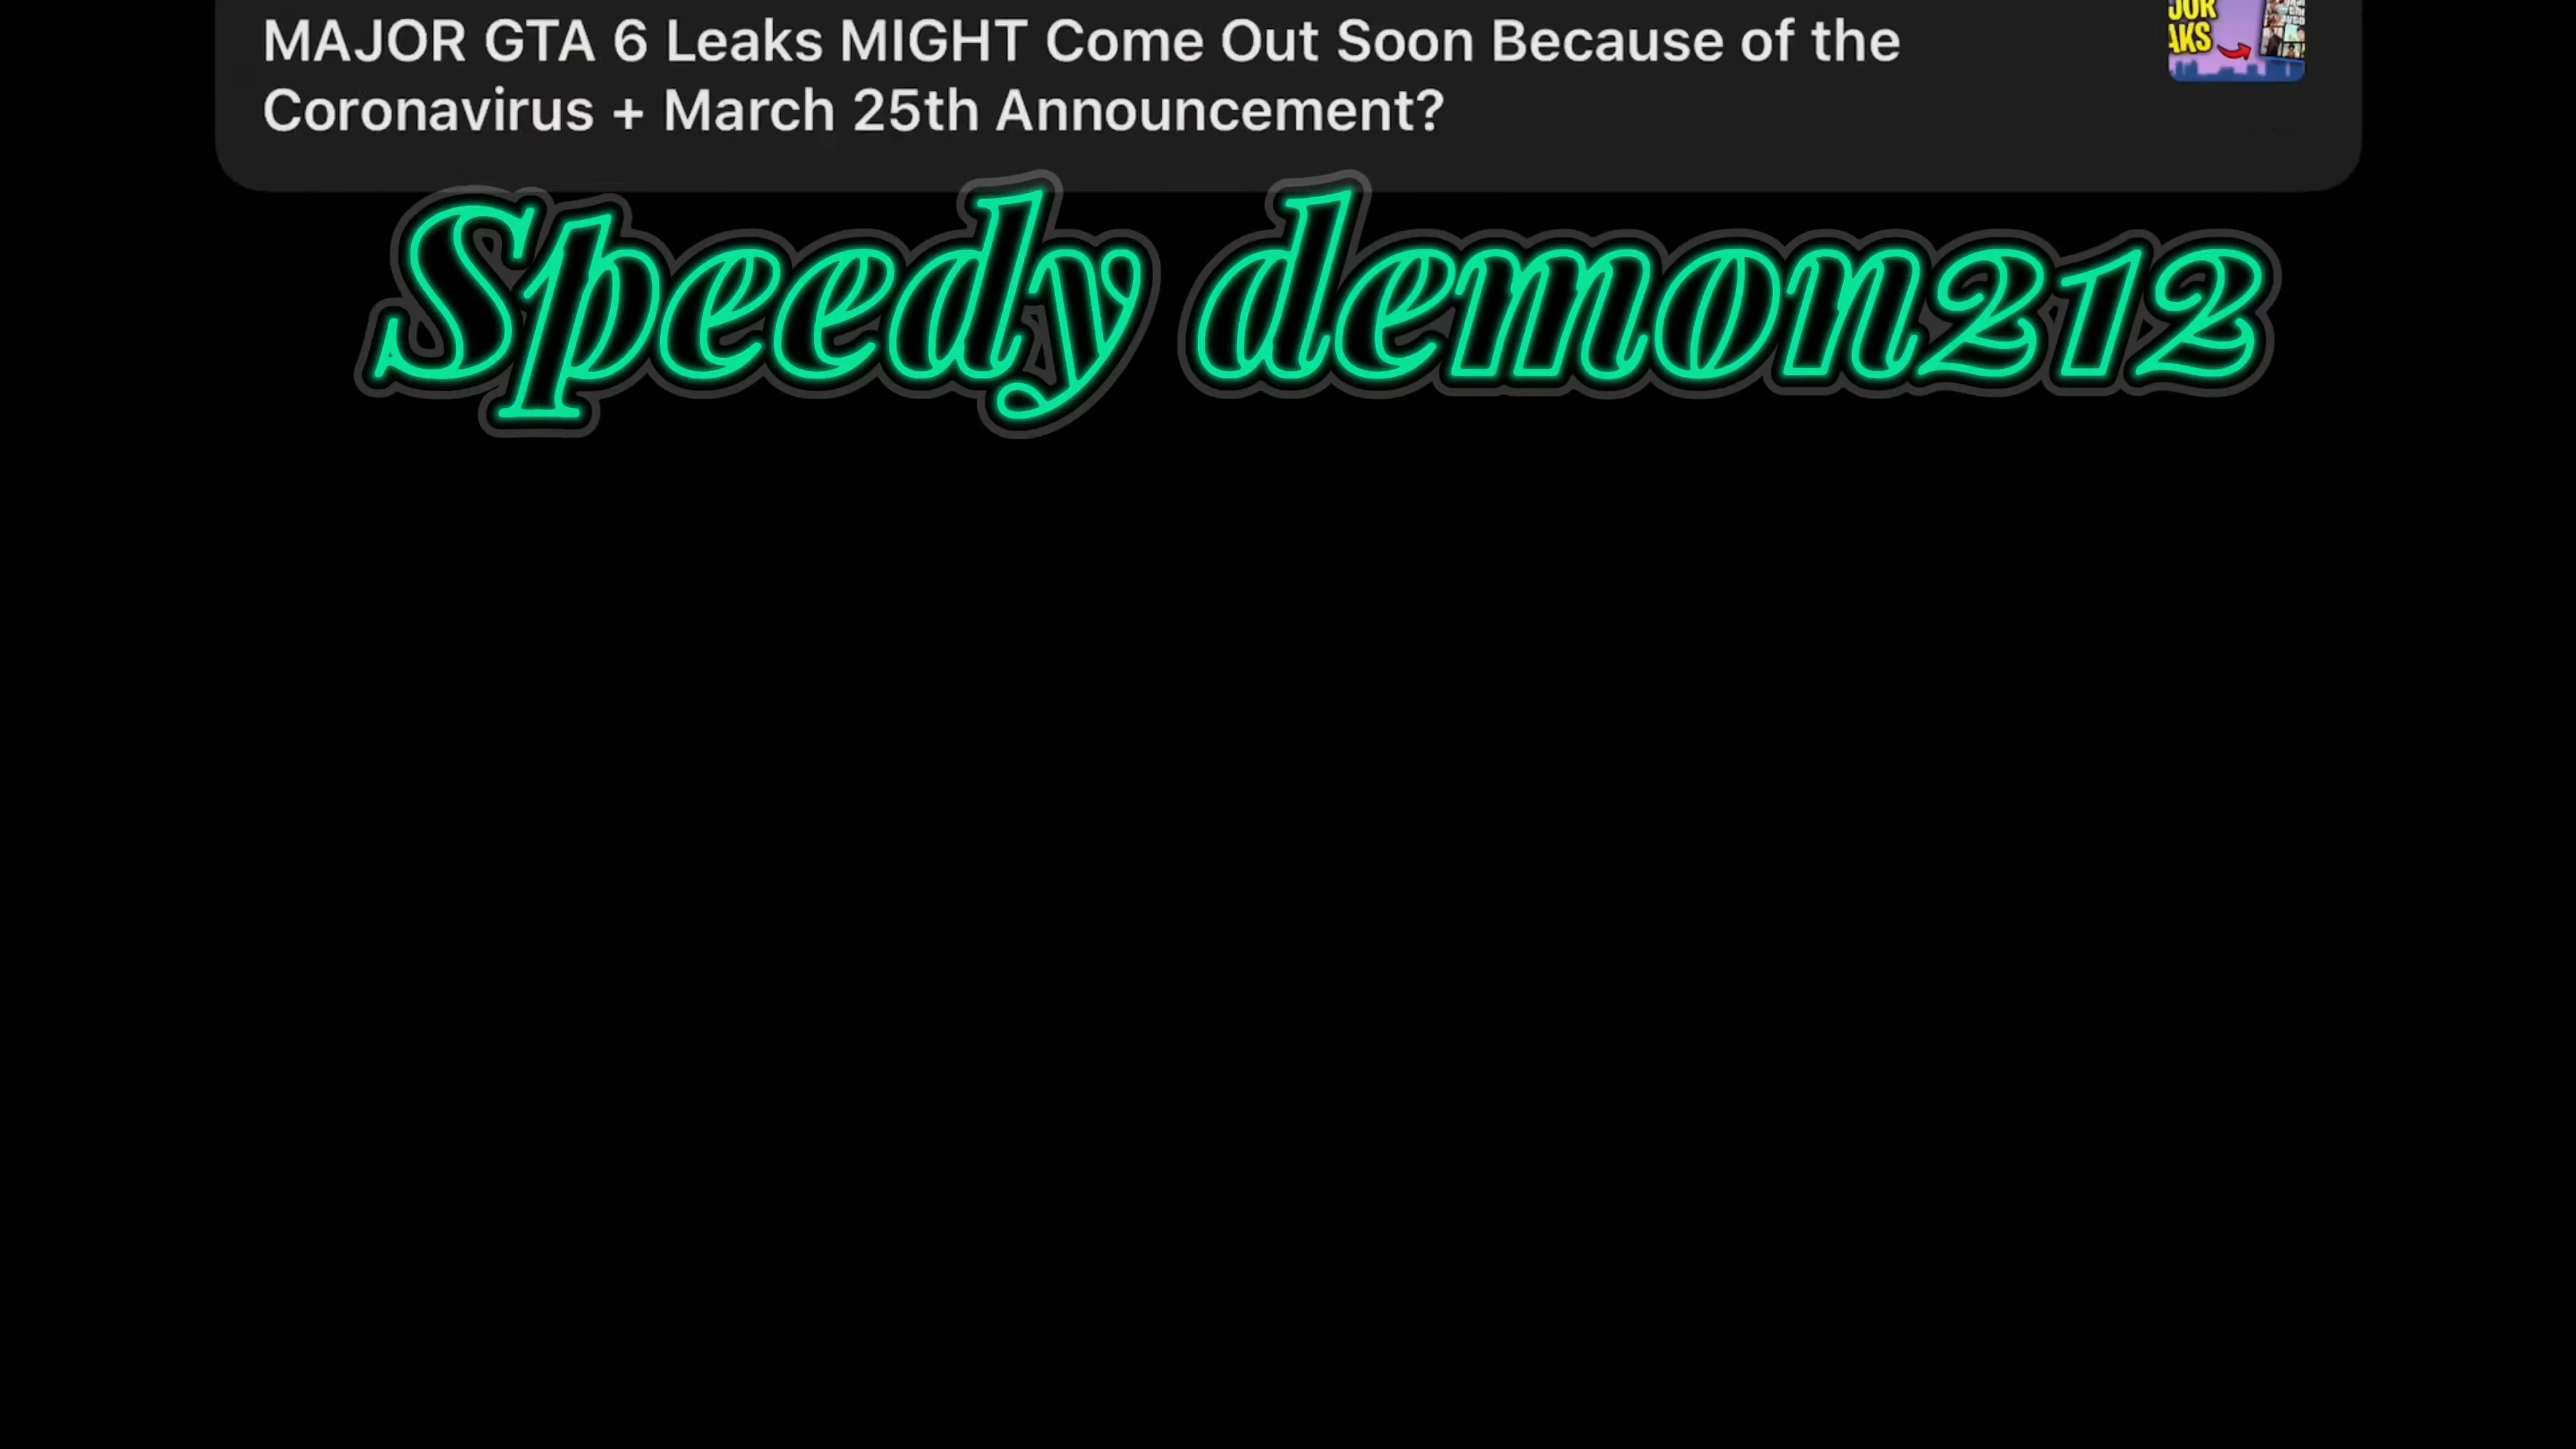 MAJOR GTA 6 Leaks MIGHT Come Out Soon Because of the
Coronavirus + March 25th Announcement?
Speedy demon212